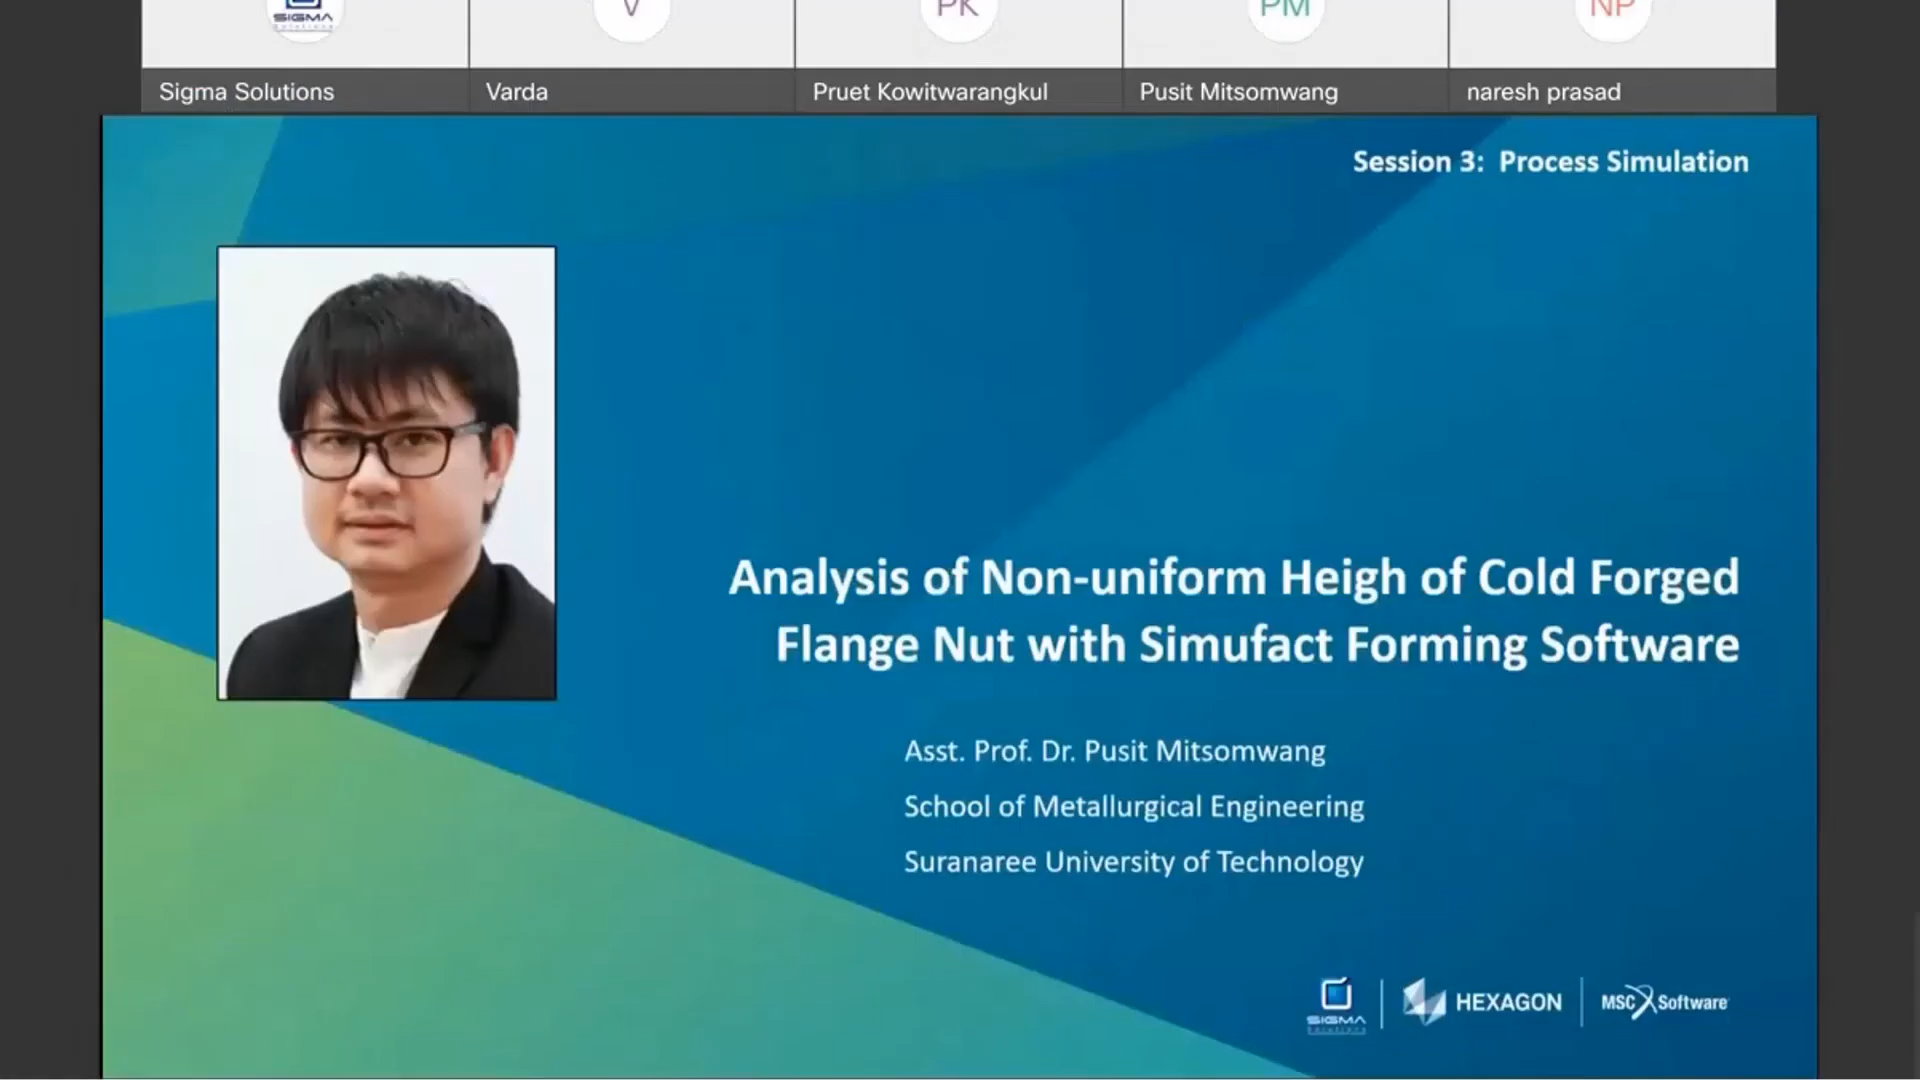 V
PK
PM
NP
SIGMA
Sigma Solutions
Varda
Pruet Kowitwarangkul
Pusit Mitsomwang
naresh prasad
Session 3: Process Simulation
Analysis of Non-uniform Heigh of Cold Forged
Flange Nut with Simufact Forming Software
Asst. Prof. Dr. Pusit Mitsomwang
School of Metallurgical Engineering
Suranaree University of Technology
SIGMA
Solutions
HEXAGON
MSC Software